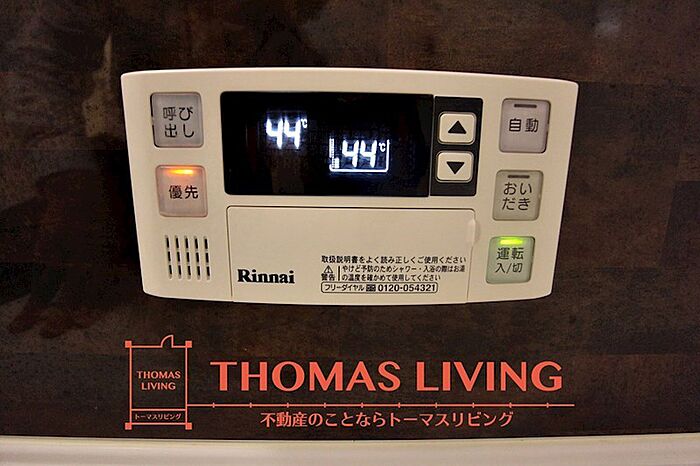 呼び
出し
優先
44℃
44℃
自動
おい
だき
運転
入/切
Rinnai
取扱説明書をよく読み正しくご使用ください
警告
やけど予防のためシャワー・入浴の際はお湯
の温度を確かめて使用してください
フリーダイヤル 0120-054321
THOMAS
LIVING
トーマスリビング
THOMAS LIVING
不動産のことならトーマスリビング